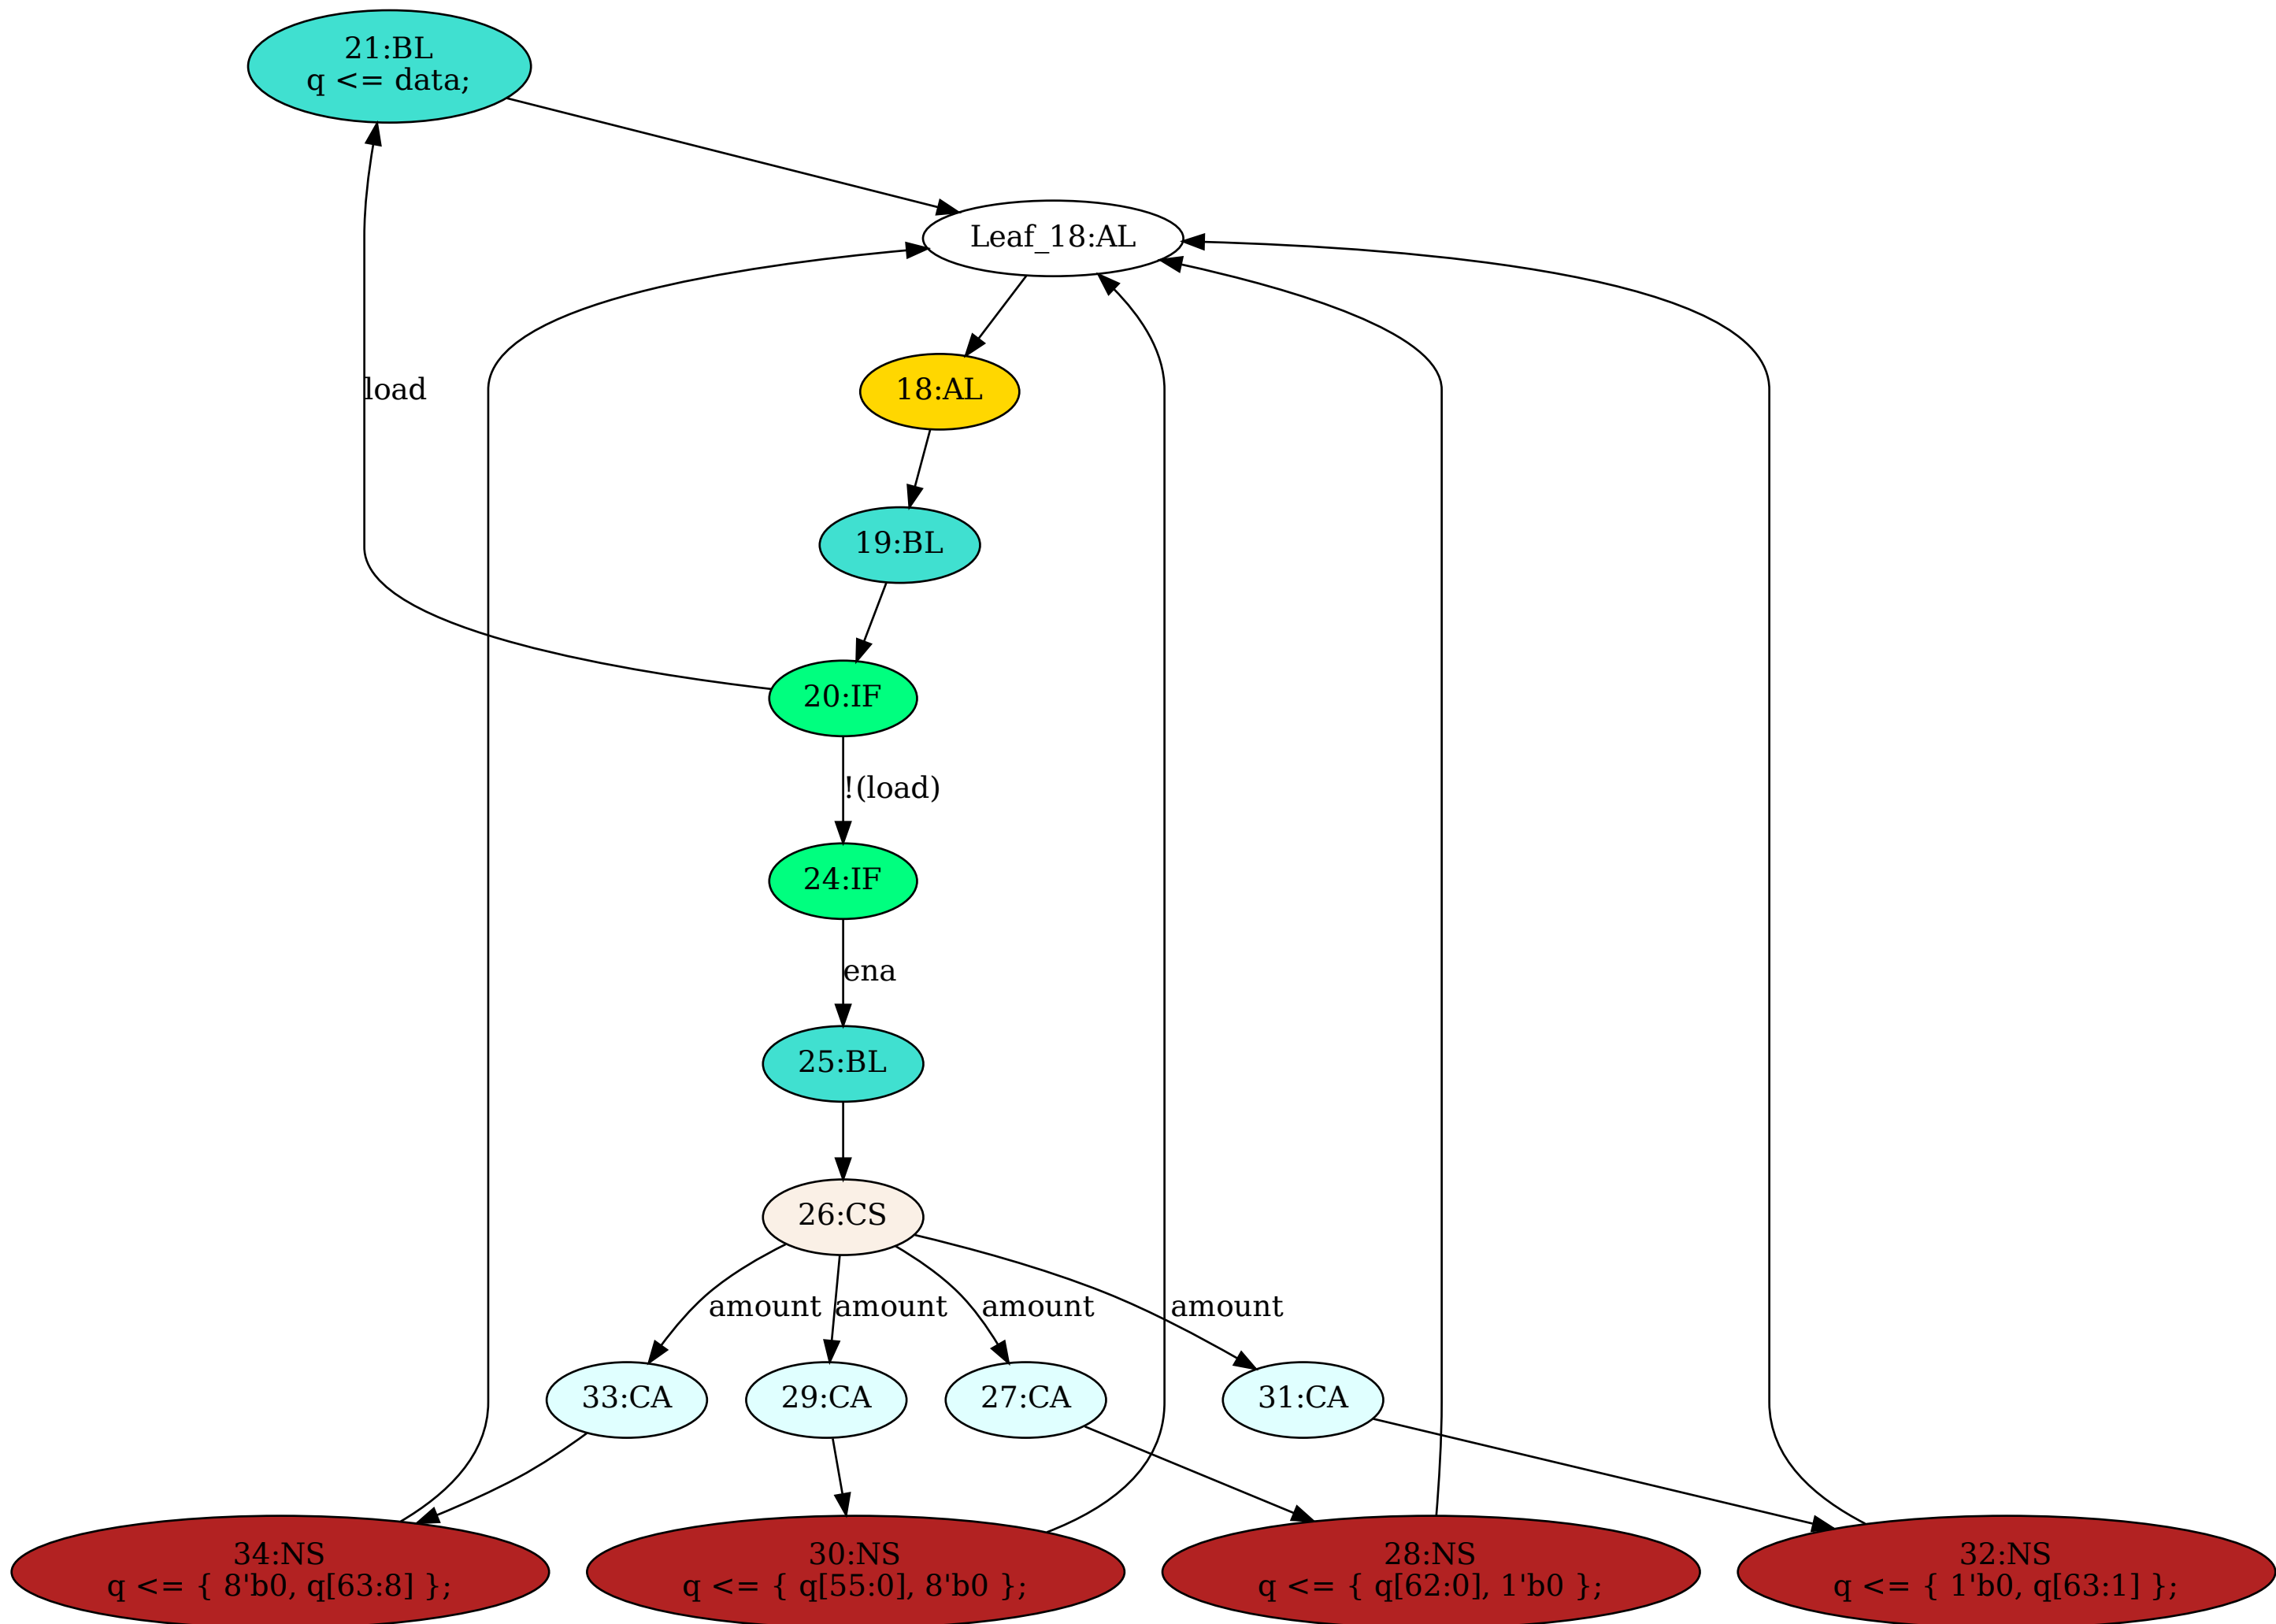 21:BL
q <= data;
Leaf_18:AL
18:AL
load
19:BL
20:IF
!(load)
24:IF
ena
25:BL
26:CS
amount
amount
amount
amount
33:CA
29:CA
27:CA
31:CA
34:NS
q <= { 8'b0, q[63:8] };
30:NS
q <= { q[55:0], 8'b0 };
28:NS
q <= { q[62:0], 1'b0 };
32:NS
q <= { 1'b0, q[63:1] };